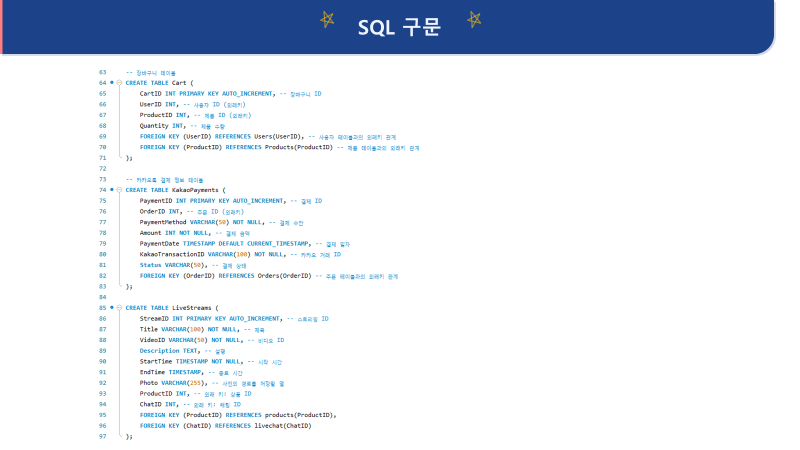 SQL 구문
63 -- 장바구니 테이블
64 CREATE TABLE Cart (
65 CartID INT PRIMARY KEY AUTO_INCREMENT, -- 장바구니 ID
66 UserID INT, -- 사용자 ID (외래키)
67 ProductID INT, -- 제품 ID (외래키)
68 Quantity INT, -- 제품 수량
69 FOREIGN KEY (UserID) REFERENCES Users(UserID), -- 사용자 테이블과의 외래키 관계
70 FOREIGN KEY (ProductID) REFERENCES Products(ProductID) -- 제품 테이블과의 외래키 관계
71 );
72
73 -- 카카오톡 결제 정보 테이블
74 CREATE TABLE KakaoPayments (
75 PaymentID INT PRIMARY KEY AUTO_INCREMENT, -- 결제 ID
76 OrderID INT, -- 주문 ID (외래키)
77 PaymentMethod VARCHAR(50) NOT NULL, -- 결제 수단
78 Amount INT NOT NULL, -- 결제 금액
79 PaymentDate TIMESTAMP DEFAULT CURRENT_TIMESTAMP, -- 결제 일자
80 KakaoTransactionID VARCHAR(100) NOT NULL, -- 카카오 거래 ID
81 Status VARCHAR(50), -- 결제 상태
82 FOREIGN KEY (OrderID) REFERENCES Orders(OrderID) -- 주문 테이블과의 외래키 관계
83 );
84
85 CREATE TABLE LiveStreams (
86 StreamID INT PRIMARY KEY AUTO_INCREMENT, -- 스트리밍 ID
87 Title VARCHAR(100) NOT NULL, -- 제목
88 VideoID VARCHAR(50) NOT NULL, -- 비디오 ID
89 Description TEXT, -- 설명
90 StartTime TIMESTAMP NOT NULL, -- 시작 시간
91 EndTime TIMESTAMP, -- 종료 시간
92 Photo VARCHAR(255), -- 사진의 경로를 저장할 열
93 ProductID INT, -- 외래 키: 상품 ID
94 ChatID INT, -- 외래 키: 채팅 ID
95 FOREIGN KEY (ProductID) REFERENCES products(ProductID),
96 FOREIGN KEY (ChatID) REFERENCES livechat(ChatID)
97 );